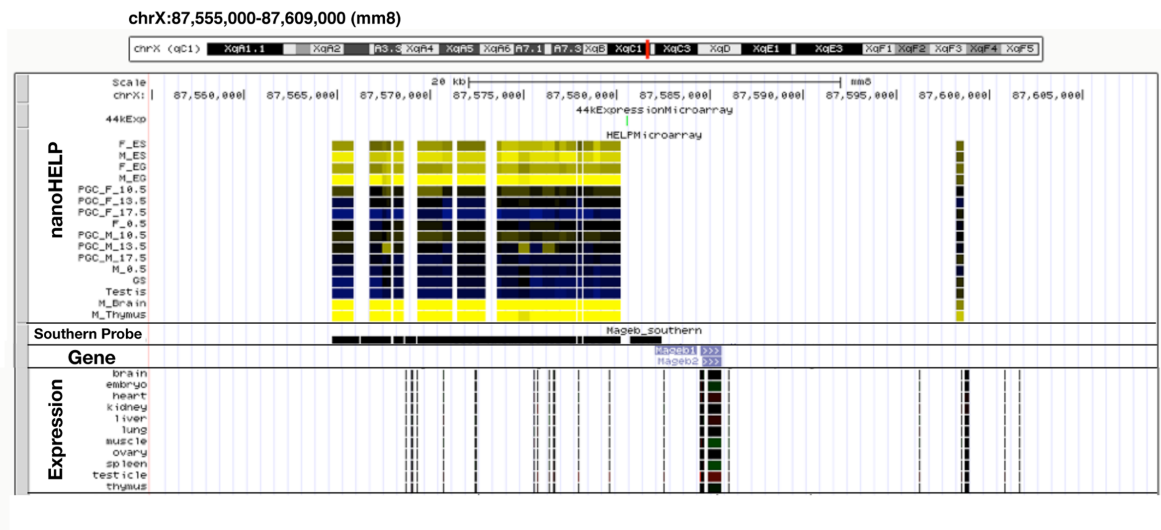 chrX:87,555,000-87,609,000 (mm8)
chrX (qC1) XqA1.1 XqA2 A3.3 XqA4 XqA5 XqA6 A7.1 A7.3 XqB XqC1 XqC3 XqD XqE1 XqE3 XqF1 XqF2 XqF3 XqF4 XqF5
Scale 20 kb mm8
chrX: 87,560,000 87,565,000 87,570,000 87,575,000 87,580,000 87,585,000 87,590,000 87,595,000 87,600,000 87,605,000
44kExpressionMicroarray
44kExp
HELPMicroarray
nanoHELP
F_ES
M_ES
F_EG
M_EG
PGC_F_10.5
PGC_F_13.5
PGC_F_17.5
F_0.5
PGC_M_10.5
PGC_M_13.5
PGC_M_17.5
M_0.5
GS
Testis
M_Brain
M_Thymus
Southern Probe Mageb_southern
Gene Mageb1
Mageb2
Expression
brain
embryo
heart
kidney
liver
lung
muscle
ovary
spleen
testicle
thymus